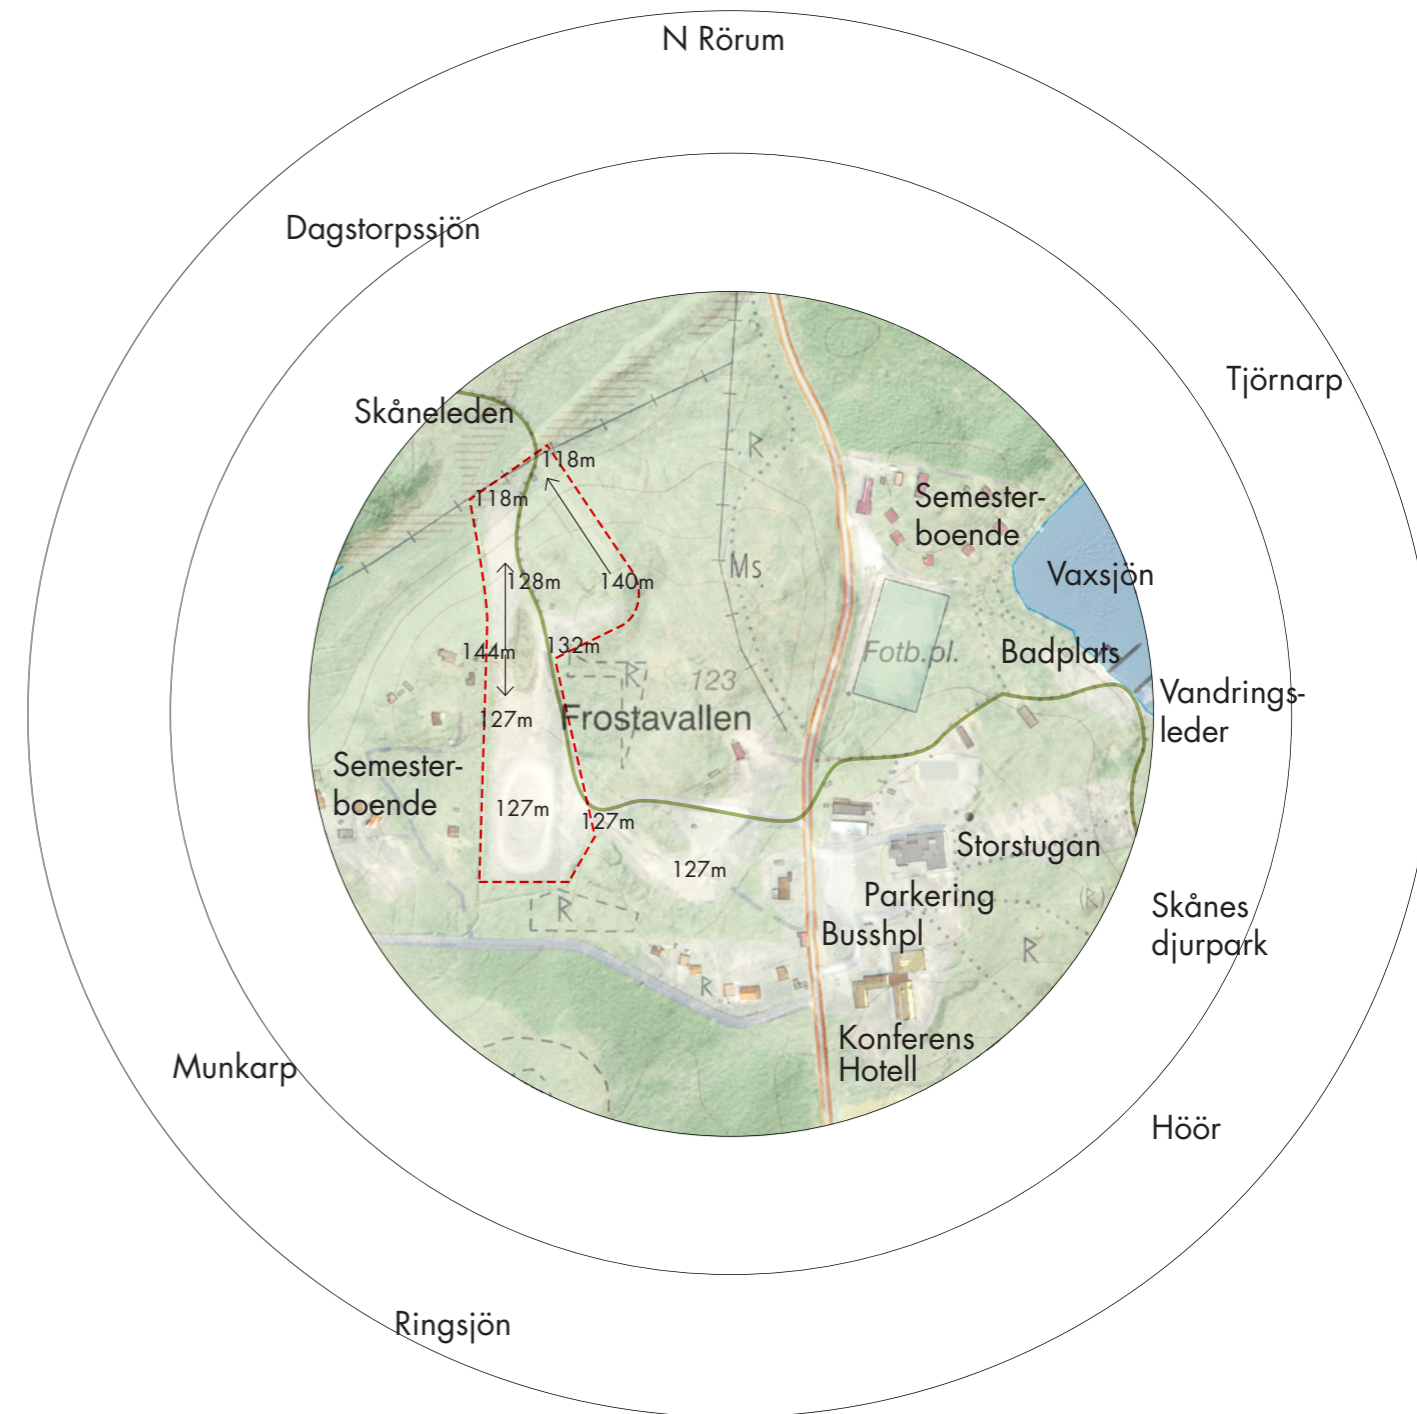 N Rörum
Dagstorpssjön
Tjörnarp
Skåneleden
R
118m
118m
Semester-
boende
Ms
Vaxsjön
128m
140m
132m
144m
Fotb.pl.
Badplats
R
123
Vandrings-
leder
127m
Frostavallen
Semester-
boende
127m
127m
127m
Storstugan
Parkering
(R)
R
Skånes
djurpark
Busshpl
R
R
Konferens
Hotell
Munkarp
Höör
Ringsjön